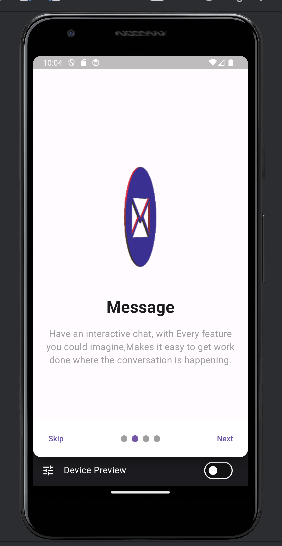 10:04
Message
Have an interactive chat, with Every feature
you could imagine,Makes it easy to get work
done where the conversation is happening.
Skip
Next
Device Preview